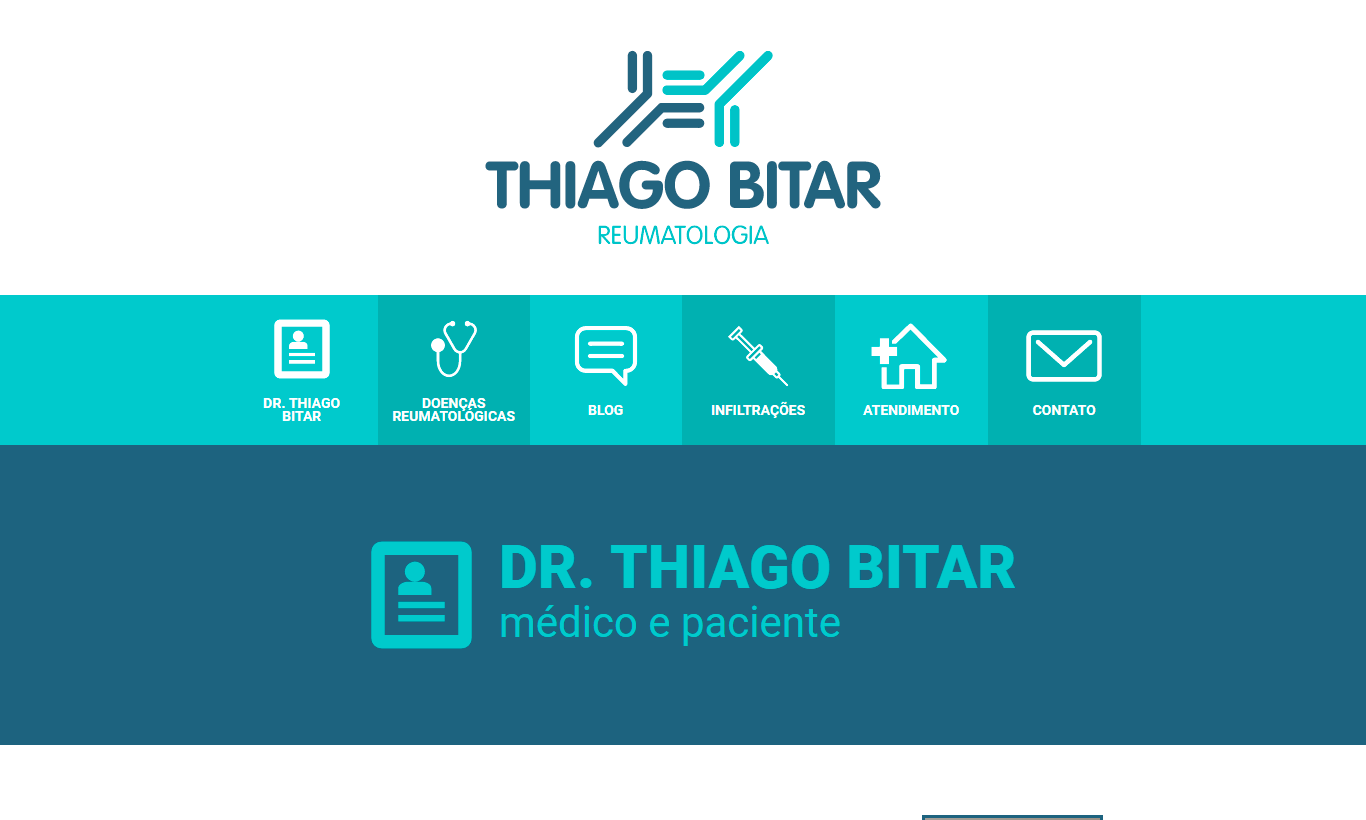 THIAGO BITAR
REUMATOLOGIA
DR. THIAGO
BITAR
DOENÇAS
REUMATOLÓGICAS
BLOG
INFILTRAÇÕES
ATENDIMENTO
CONTATO
DR. THIAGO BITAR
médico e paciente